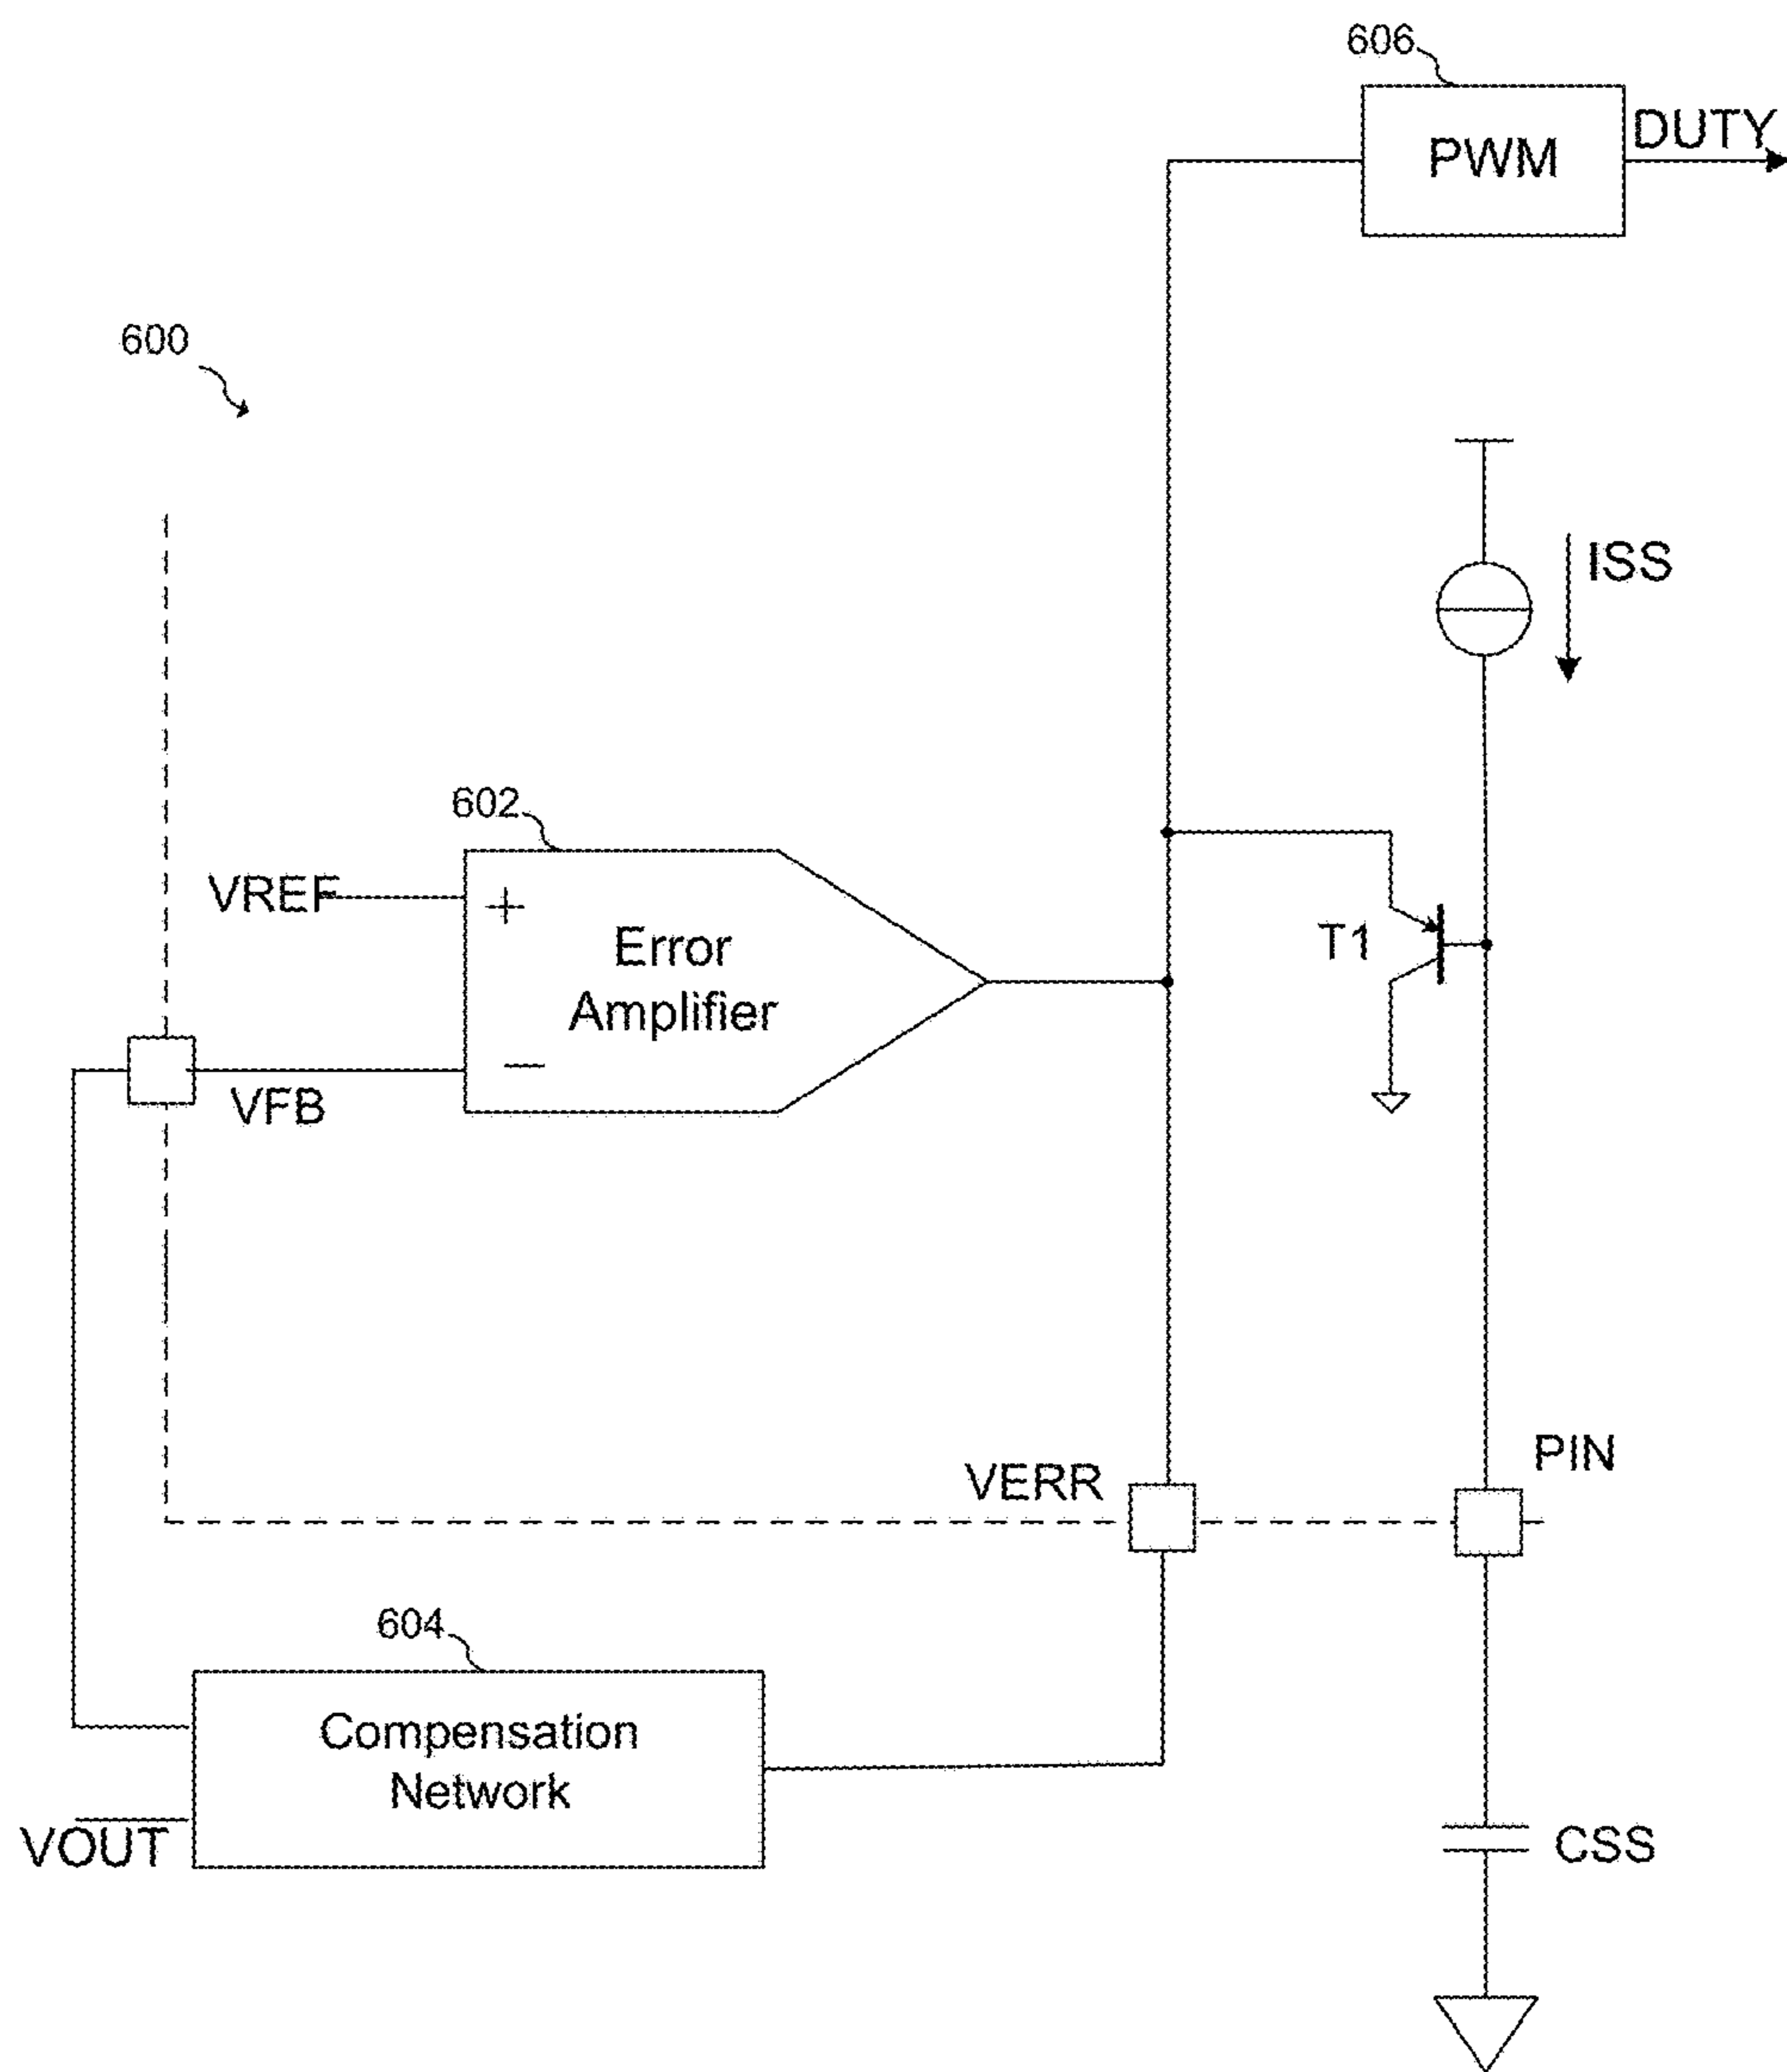 606
PWM
DUTY
600
ISS
602
VREF
+
Error
Amplifier
T1
−
VFB
PIN
VERR
604
Compensation
Network
VOUT
CSS